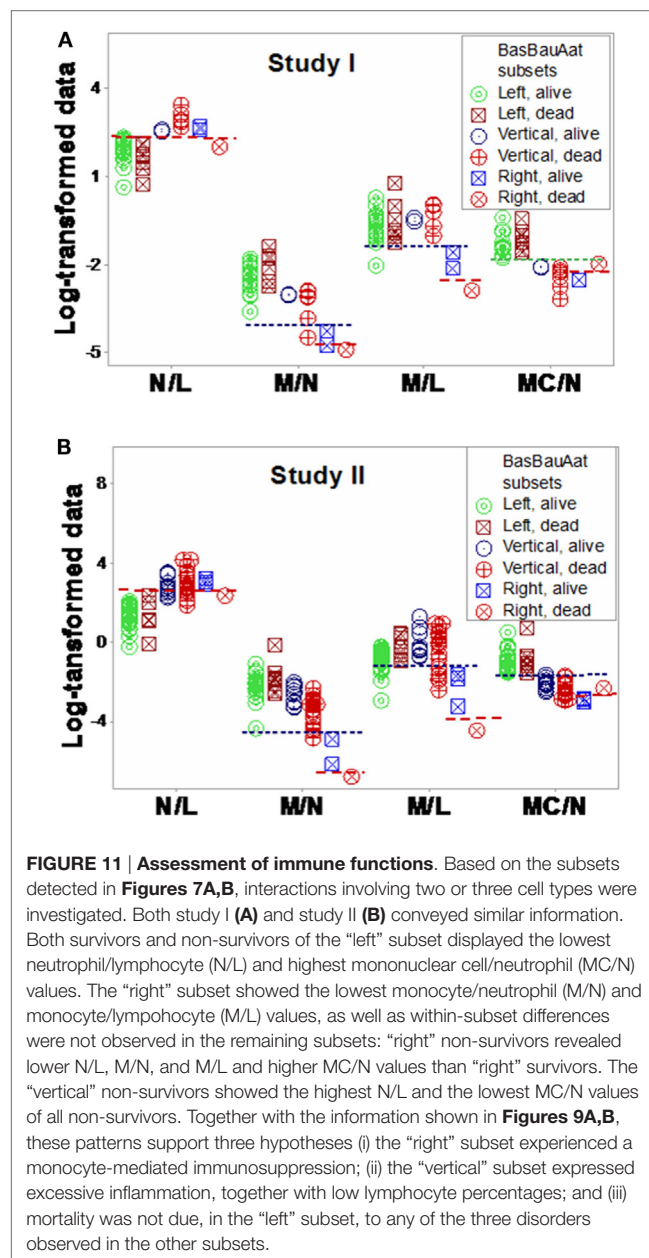 A
Study I
BasBauAat
subsets
Left, alive
Left, dead
Vertical, alive
Vertical, dead
Right, alive
Right, dead
Log-transformed data
4
1
-2
-5
N/L M/N M/L MC/N
B
Study II
BasBauAat
subsets
Left, alive
Left, dead
Vertical, alive
Vertical, dead
Right, alive
Right, dead
Log-tansformed data
8
4
0
-4
N/L M/N M/L MC/N
FIGURE 11 | Assessment of immune functions. Based on the subsets
detected in Figures 7A,B, interactions involving two or three cell types were
investigated. Both study I (A) and study II (B) conveyed similar information.
Both survivors and non-survivors of the “left” subset displayed the lowest
neutrophil/lymphocyte (N/L) and highest mononuclear cell/neutrophil (MC/N)
values. The “right” subset showed the lowest monocyte/neutrophil (M/N) and
monocyte/lympohocyte (M/L) values, as well as within-subset differences
were not observed in the remaining subsets: “right” non-survivors revealed
lower N/L, M/N, and M/L and higher MC/N values than “right” survivors. The
“vertical” non-survivors showed the highest N/L and the lowest MC/N values
of all non-survivors. Together with the information shown in Figures 9A,B,
these patterns support three hypotheses (i) the “right” subset experienced a
monocyte-mediated immunosuppression; (ii) the “vertical” subset expressed
excessive inflammation, together with low lymphocyte percentages; and (iii)
mortality was not due, in the “left” subset, to any of the three disorders
observed in the other subsets.